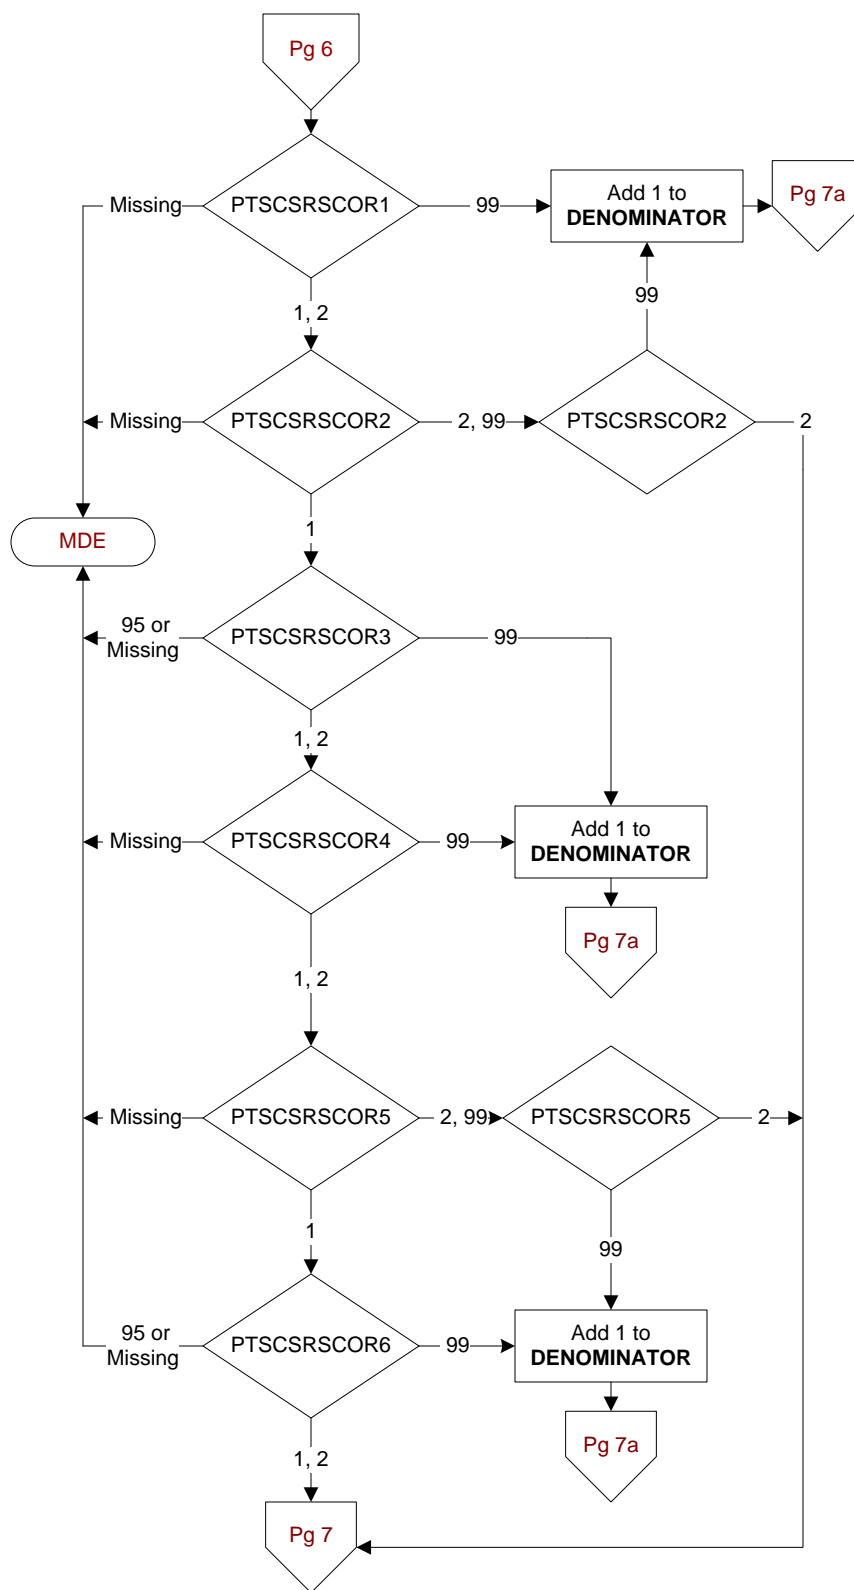 Pg 6
Missing
PTSCSRSCOR1
99
Add 1 to
DENOMINATOR
Pg 7a
1, 2
99
Missing
PTSCSRSCOR2
2, 99
PTSCSRSCOR2
2
1
MDE
95 or
Missing
PTSCSRSCOR3
99
1, 2
Missing
PTSCSRSCOR4
99
Add 1 to
DENOMINATOR
Pg 7a
1, 2
Missing
PTSCSRSCOR5
2, 99
PTSCSRSCOR5
2
1
99
95 or
Missing
PTSCSRSCOR6
99
Add 1 to
DENOMINATOR
Pg 7a
1, 2
Pg 7